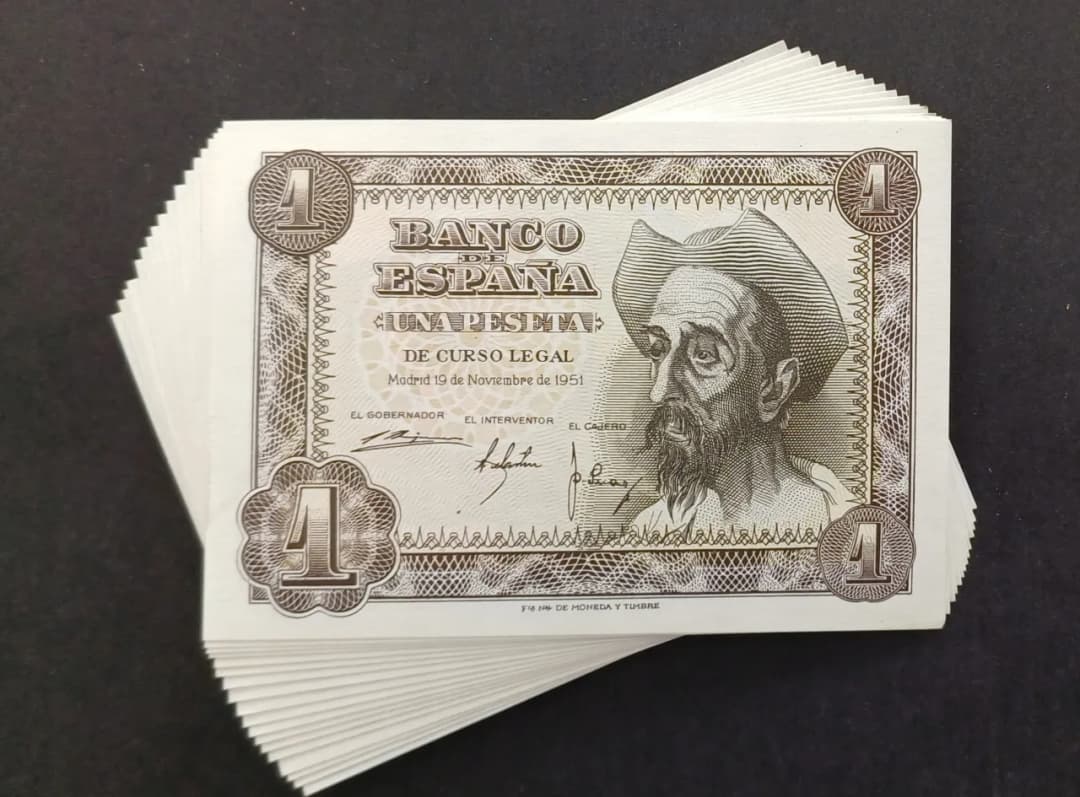 1
1
BANCO
DE
ESPAÑA
UNA PESETA
DE CURSO LEGAL
Madrid 19 de Noviembre de 1951
EL GOBERNADOR EL INTERVENTOR EL CAJERO
1
1
DE MONEDA Y TIMBRE